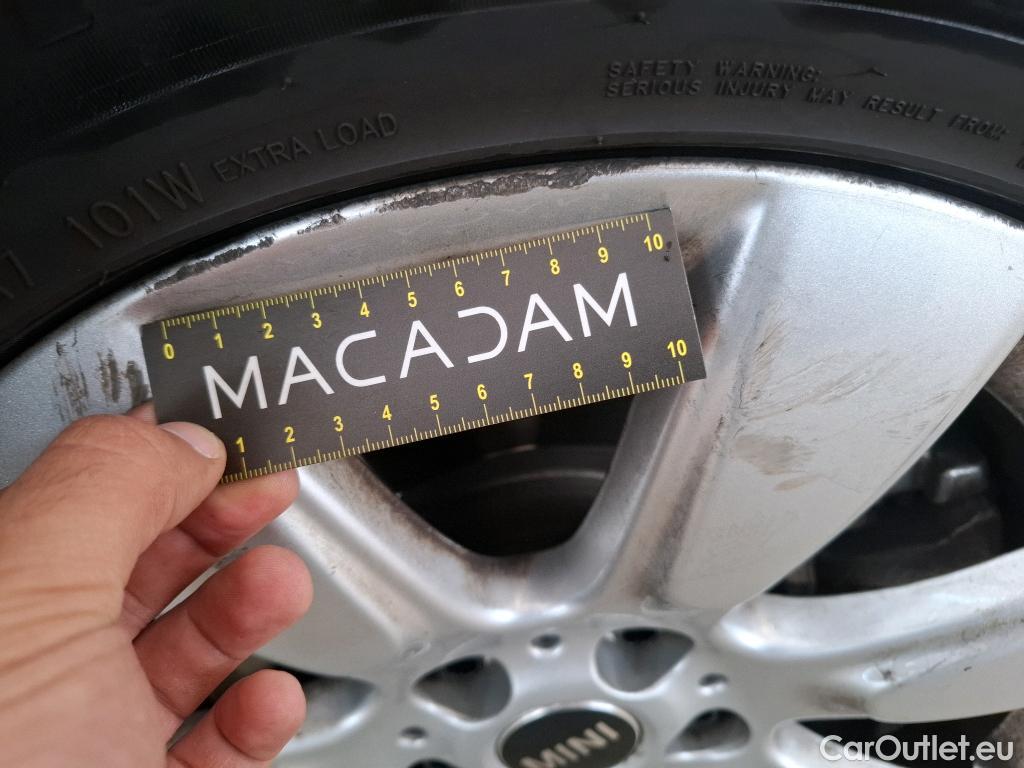 SAFETY WARNING:
SERIOUS INJURY MAY RESULT FROM:
101W EXTRA LOAD
0 1 2 3 4 5 6 7 8 9 10
MACADAM
1 2 3 4 5 6 7 8 9 10
MINI
CarOutlet.eu